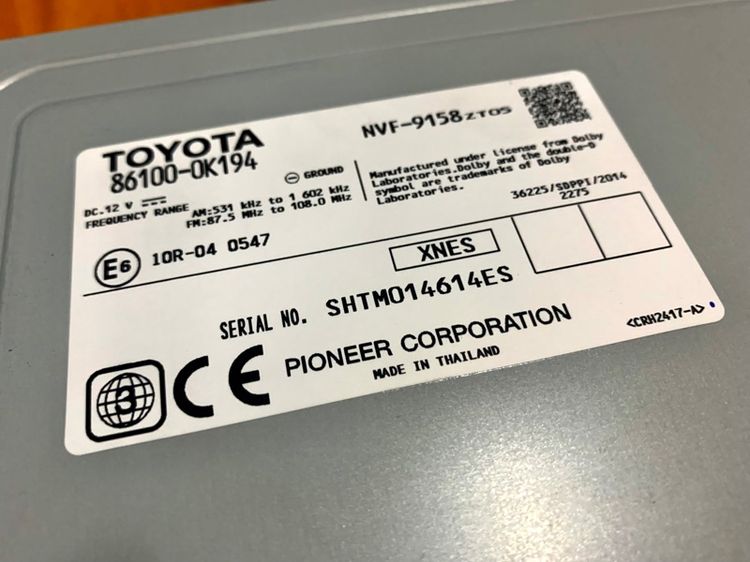 TOYOTA
86100-0K194
NVF-9158ZT05
DC.12 V
GROUND
FREQUENCY RANGE AM:531 kHz to 1 602 kHz
FM:87.5 MHz to 108.0 MHz
Manufactured under license from Dolby
Laboratories.Dolby and the double-D
symbol are trademarks of Dolby
Laboratories.
36225/SDPPI/2014
2275
E6 10R-04 0547
XNES
SERIAL NO. SHTM014614ES
3 CE PIONEER CORPORATION
MADE IN THAILAND
<CRH2417-A>